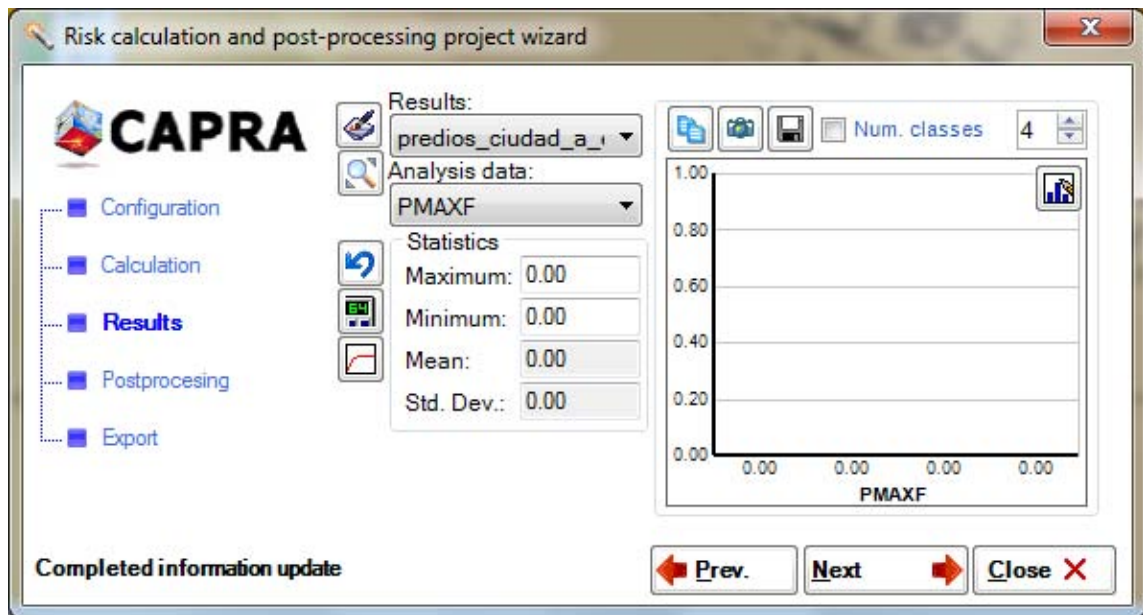 Risk calculation and post-processing project wizard
CAPRA
Configuration
Calculation
Results
Postprocesing
Export
Results:
predios_ciudad_a_
Analysis data:
PMAXF
Statistics
Maximum: 0.00
Minimum: 0.00
Mean: 0.00
Std. Dev.: 0.00
Num. classes 4
1.00
0.80
0.60
0.40
0.20
0.00
0.00 0.00 0.00 0.00
PMAXF
Completed information update
Prev.
Next
Close